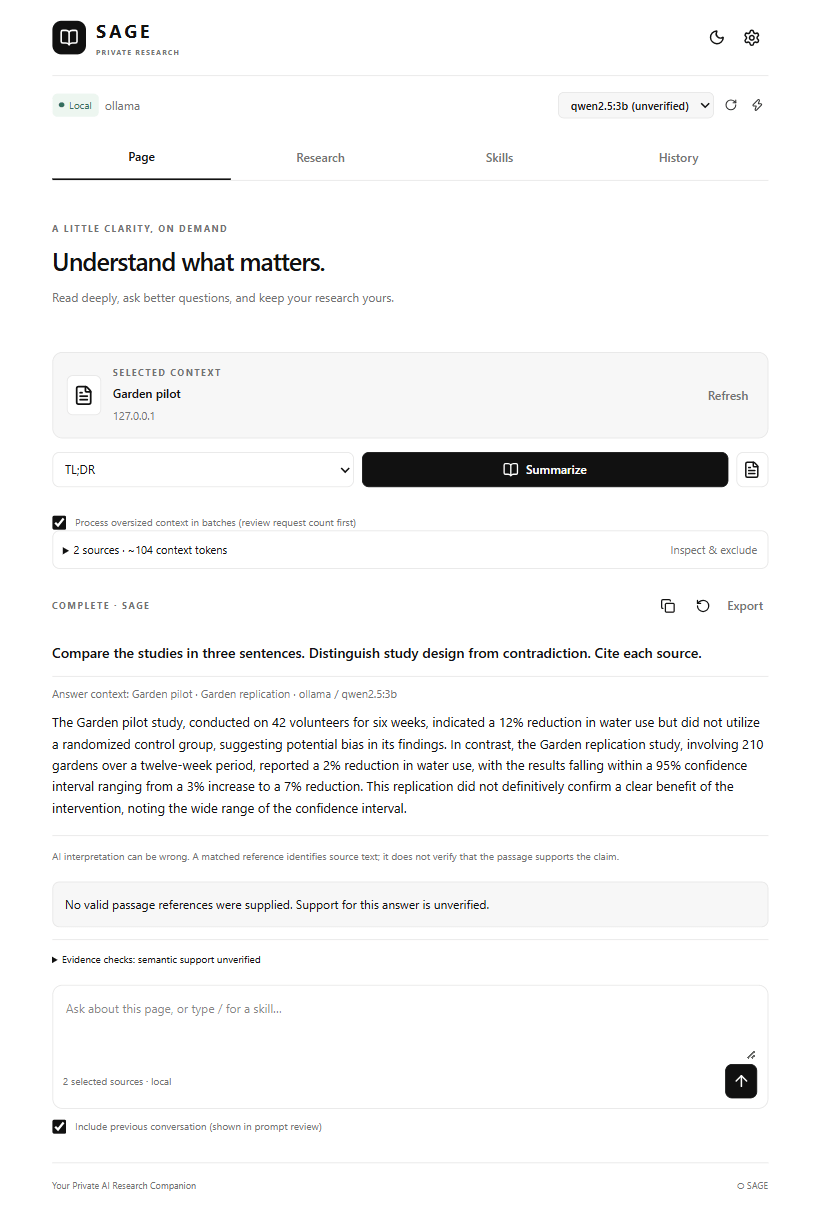 SAGE
PRIVATE RESEARCH
Local
ollama
qwen2.5:3b (unverified)
Page
Research
Skills
History
A LITTLE CLARITY, ON DEMAND
Understand what matters.
Read deeply, ask better questions, and keep your research yours.
SELECTED CONTEXT
Garden pilot
127.0.0.1
Refresh
TL;DR
Summarize
Process oversized context in batches (review request count first)
2 sources · ~104 context tokens
Inspect & exclude
COMPLETE · SAGE
Export
Compare the studies in three sentences. Distinguish study design from contradiction. Cite each source.
Answer context: Garden pilot · Garden replication · ollama / qwen2.5:3b
The Garden pilot study, conducted on 42 volunteers for six weeks, indicated a 12% reduction in water use but did not utilize
a randomized control group, suggesting potential bias in its findings. In contrast, the Garden replication study, involving 210
gardens over a twelve-week period, reported a 2% reduction in water use, with the results falling within a 95% confidence
interval ranging from a 3% increase to a 7% reduction. This replication did not definitively confirm a clear benefit of the
intervention, noting the wide range of the confidence interval.
AI interpretation can be wrong. A matched reference identifies source text; it does not verify that the passage supports the claim.
No valid passage references were supplied. Support for this answer is unverified.
Evidence checks: semantic support unverified
Ask about this page, or type / for a skill...
2 selected sources · local
Include previous conversation (shown in prompt review)
Your Private AI Research Companion
SAGE